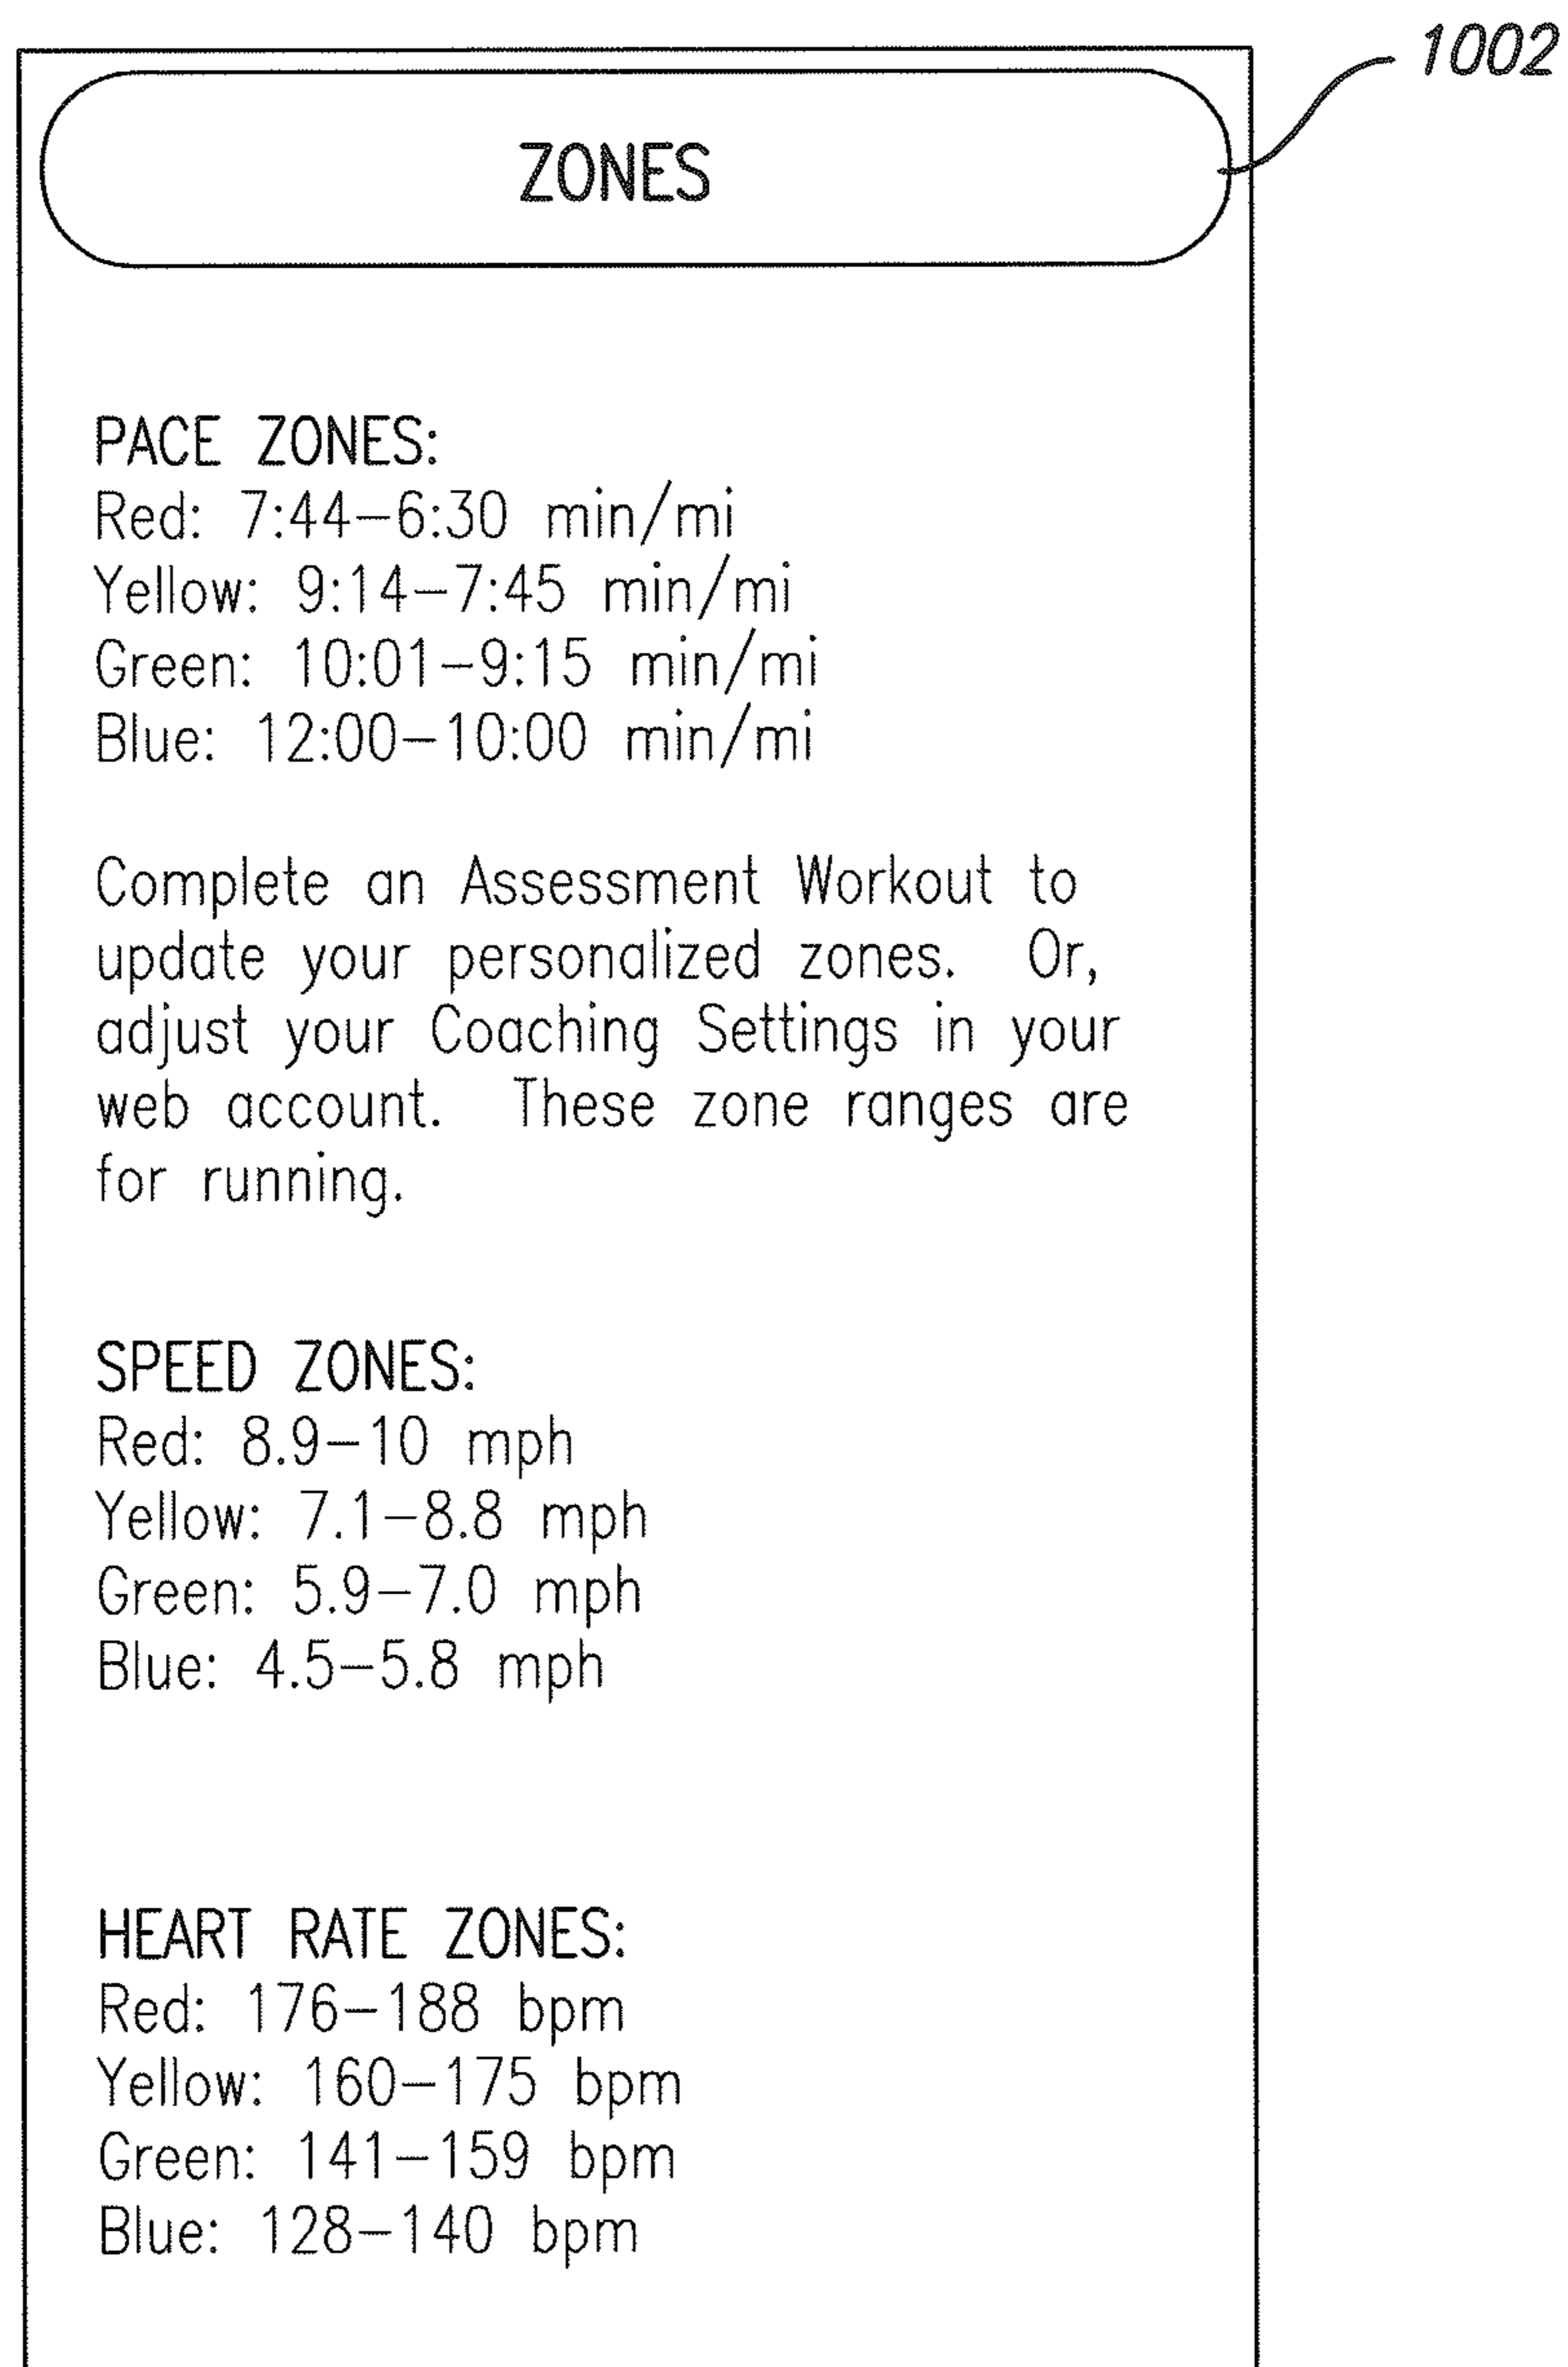 1002
ZONES
PACE ZONES:
Red: 7:44–6:30 min/mi
Yellow: 9:14–7:45 min/mi
Green: 10:01–9:15 min/mi
Blue: 12:00–10:00 min/mi
Complete an Assessment Workout to
update your personalized zones. Or,
adjust your Coaching Settings in your
web account. These zone ranges are
for running.
SPEED ZONES:
Red: 8.9–10 mph
Yellow: 7.1–8.8 mph
Green: 5.9–7.0 mph
Blue: 4.5–5.8 mph
HEART RATE ZONES:
Red: 176–188 bpm
Yellow: 160–175 bpm
Green: 141–159 bpm
Blue: 128–140 bpm